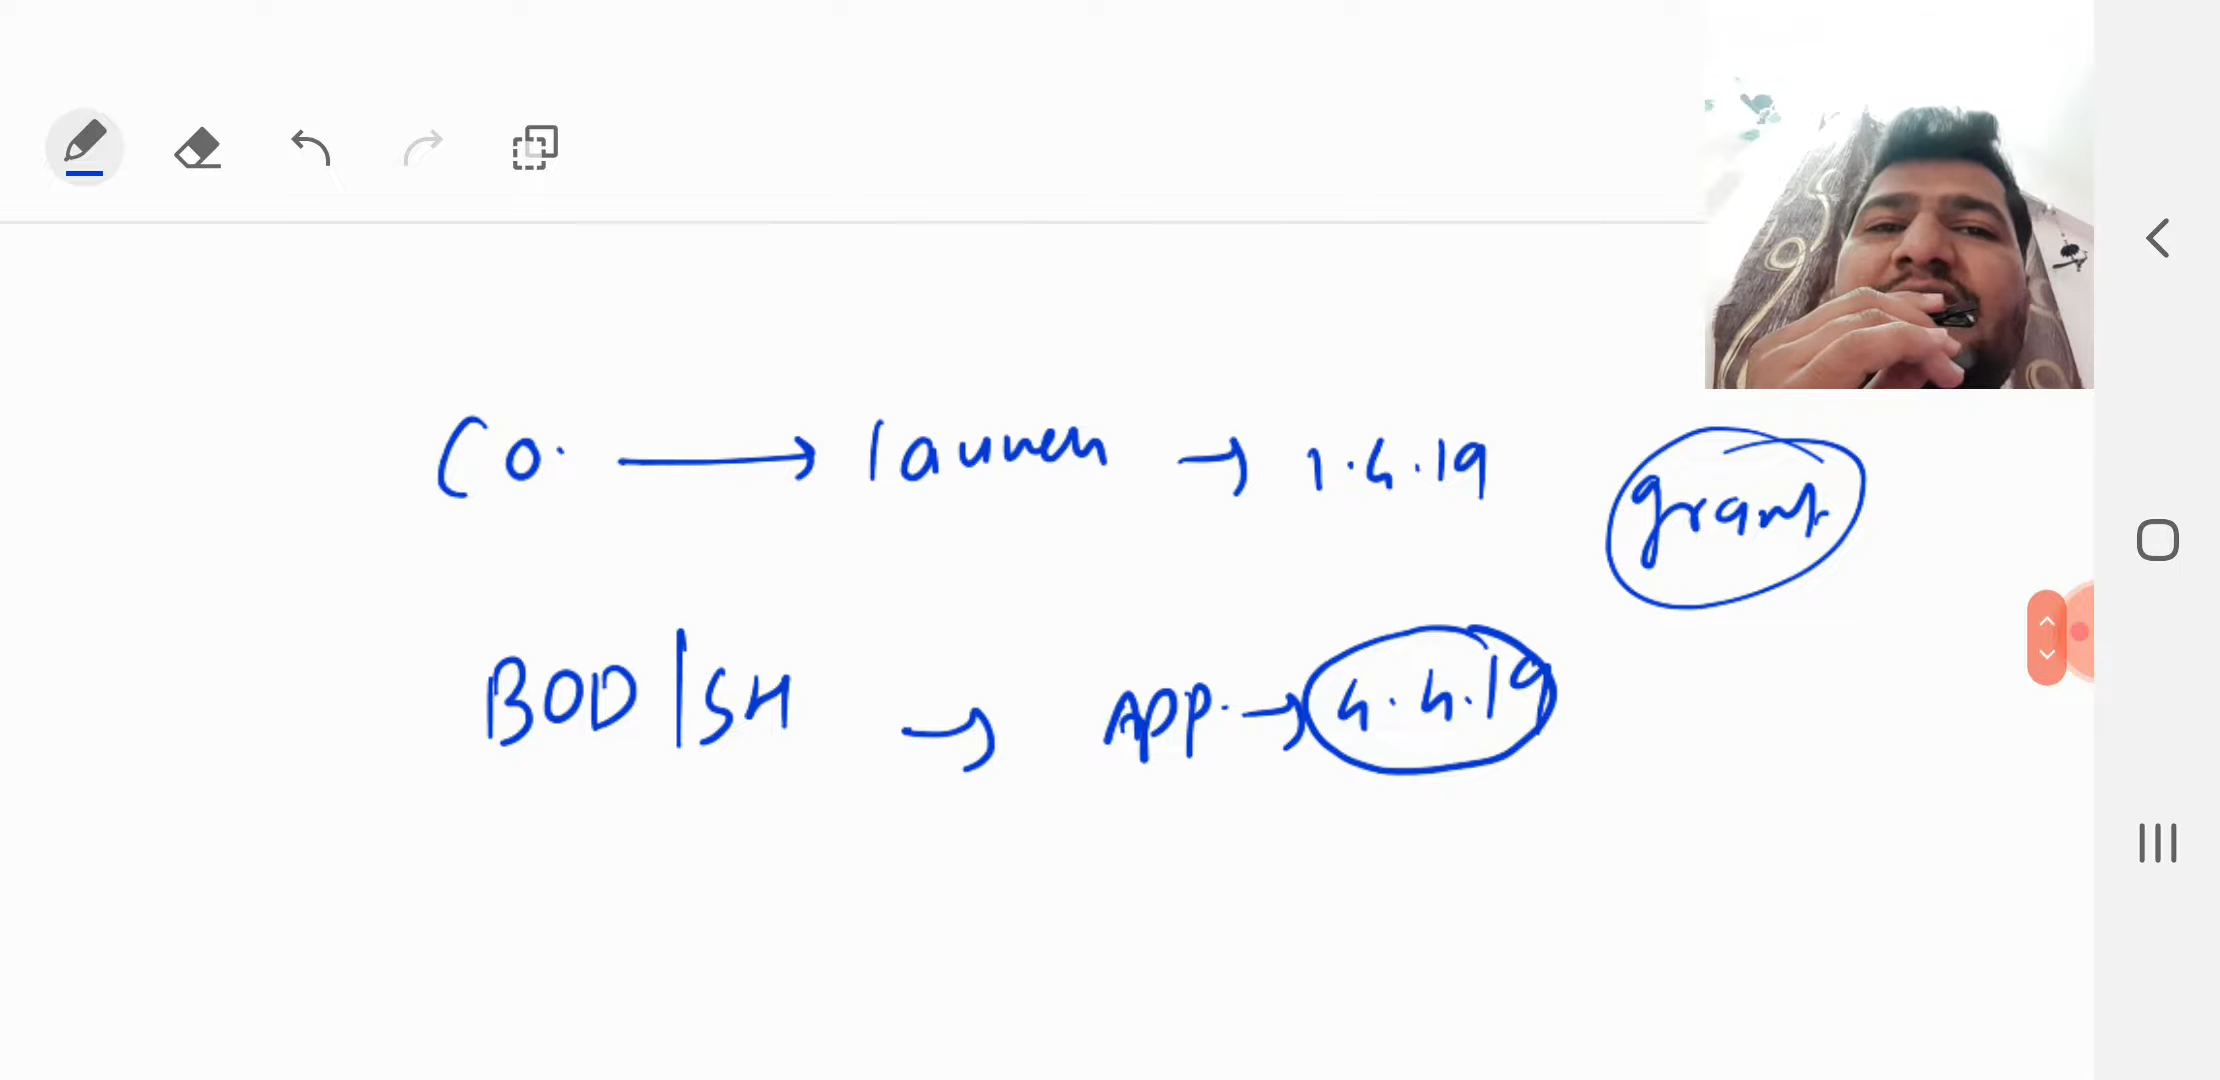 Co. → launch → 1.4.19
grant
BOD | SH → APP. → 4.4.19